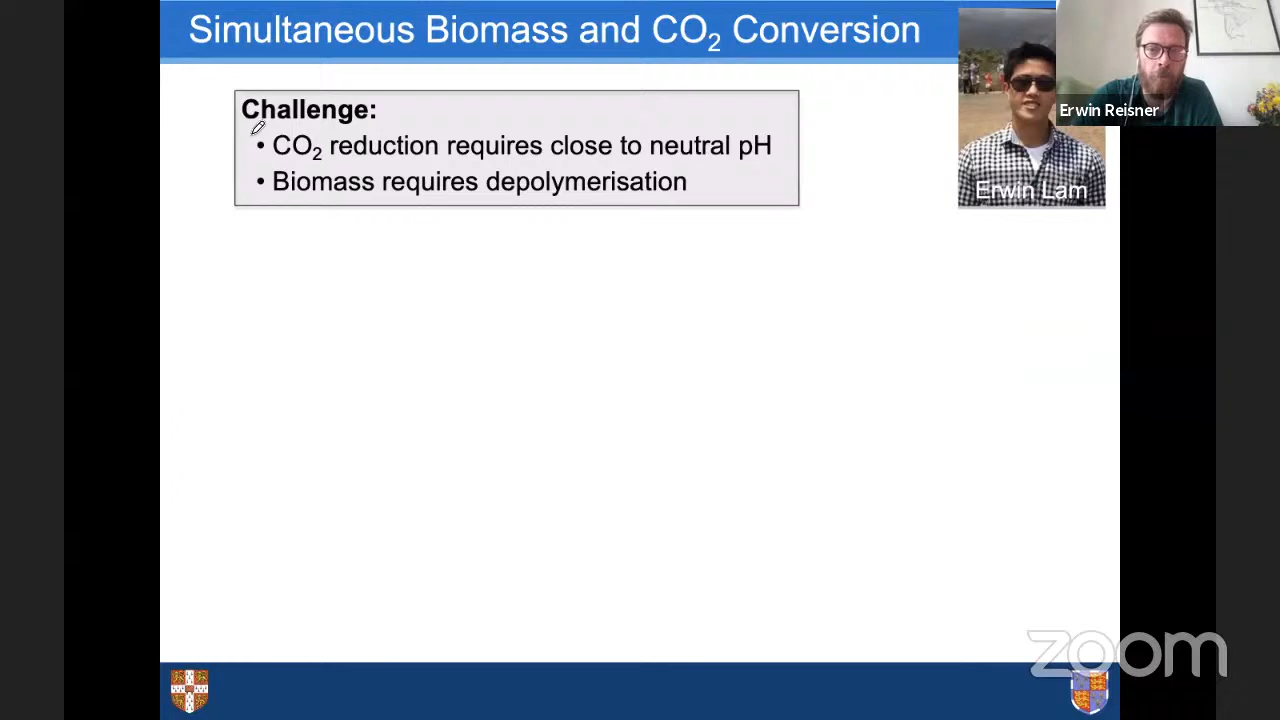 Simultaneous Biomass and CO₂ Conversion
Erwin Reisner
Challenge:
• CO₂ reduction requires close to neutral pH
• Biomass requires depolymerisation
Erwin Lam
zoom